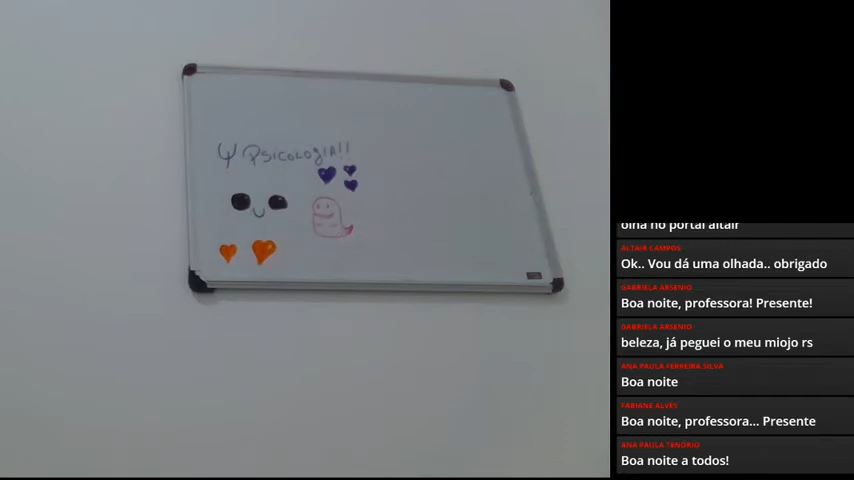 Ψ PSICOLOGIA!!
olha no portal altair
ALTAIR CAMPOS
Ok.. Vou dá uma olhada.. obrigado
GABRIELA ARSENIO
Boa noite, professora! Presente!
GABRIELA ARSENIO
beleza, já peguei o meu miojo rs
ANA PAULA FERREIRA SILVA
Boa noite
FABIANE ALVES
Boa noite, professora... Presente
ANA PAULA TENÓRIO
Boa noite a todos!